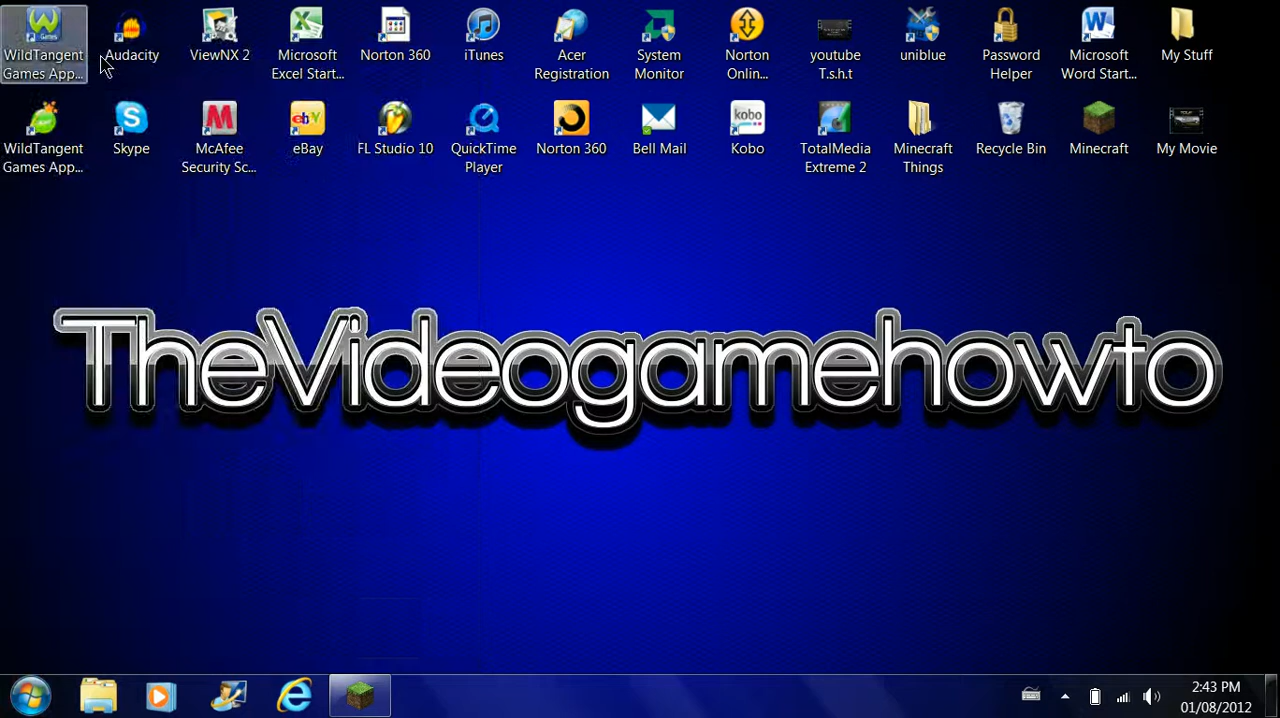 WildTangent
Games App...
Audacity
ViewNX 2
Microsoft
Excel Start...
Norton 360
iTunes
Acer
Registration
System
Monitor
Norton
Onlin...
youtube
T.s.h.t
uniblue
Password
Helper
Microsoft
Word Start...
My Stuff
WildTangent
Games App...
Skype
McAfee
Security Sc...
eBay
FL Studio 10
QuickTime
Player
Norton 360
Bell Mail
Kobo
TotalMedia
Extreme 2
Minecraft
Things
Recycle Bin
Minecraft
My Movie
TheVideogamehowto
2:43 PM
01/08/2012